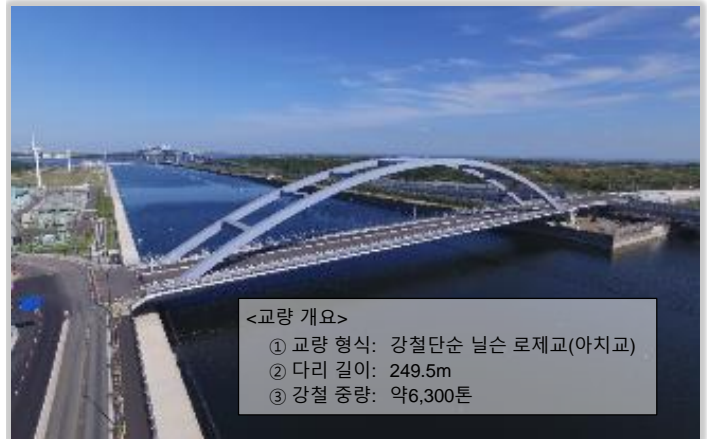 <교량 개요>
① 교량 형식: 강철단순 닐슨 로제교(아치교)
② 다리 길이: 249.5m
③ 강철 중량: 약6,300톤